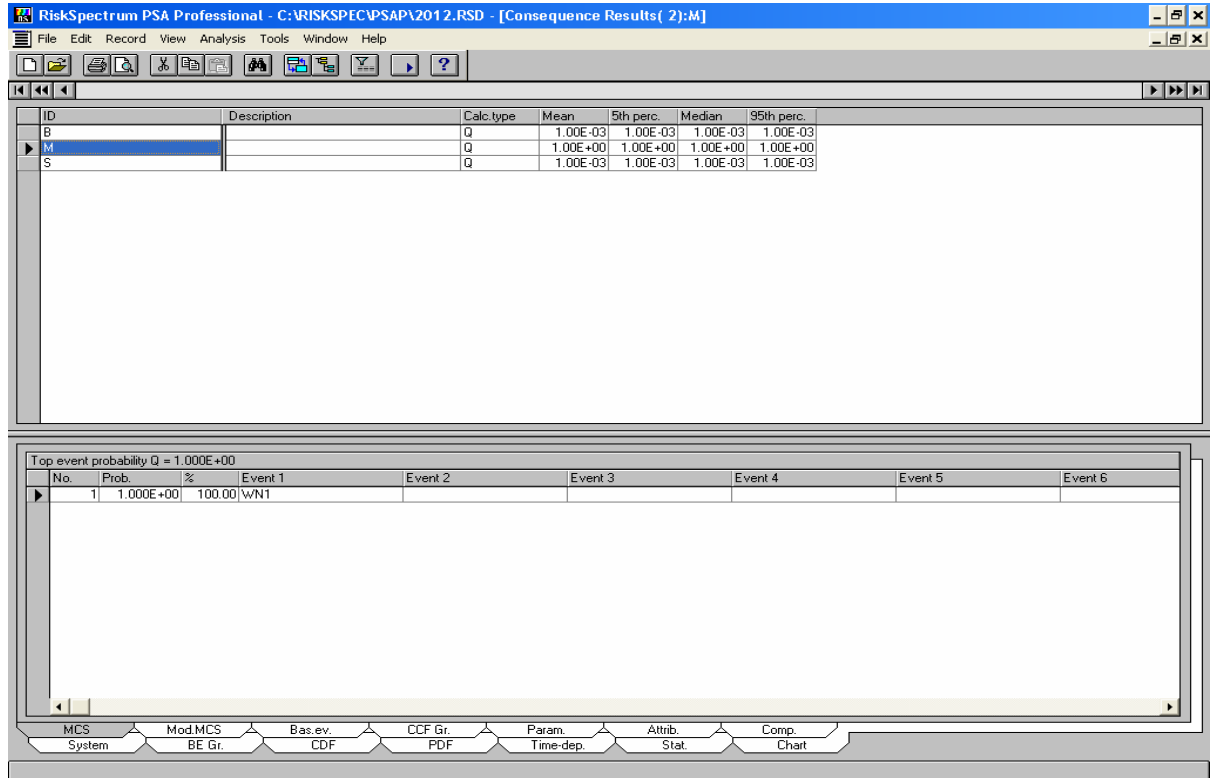 RiskSpectrum PSA Professional - C:\RISKSPEC\PSAP\2012.RSD - [Consequence Results( 2):M]
File Edit Record View Analysis Tools Window Help
ID Description Calc.type Mean 5th perc. Median 95th perc.
B Q 1.00E-03 1.00E-03 1.00E-03 1.00E-03
M Q 1.00E+00 1.00E+00 1.00E+00 1.00E+00
S Q 1.00E-03 1.00E-03 1.00E-03 1.00E-03
Top event probability Q = 1.000E+00
No. Prob. % Event 1 Event 2 Event 3 Event 4 Event 5 Event 6
1 1.000E+00 100.00 WN1
MCS Mod.MCS Bas.ev. CCF Gr. Param. Attrib. Comp.
System BE Gr. CDF PDF Time-dep. Stat. Chart